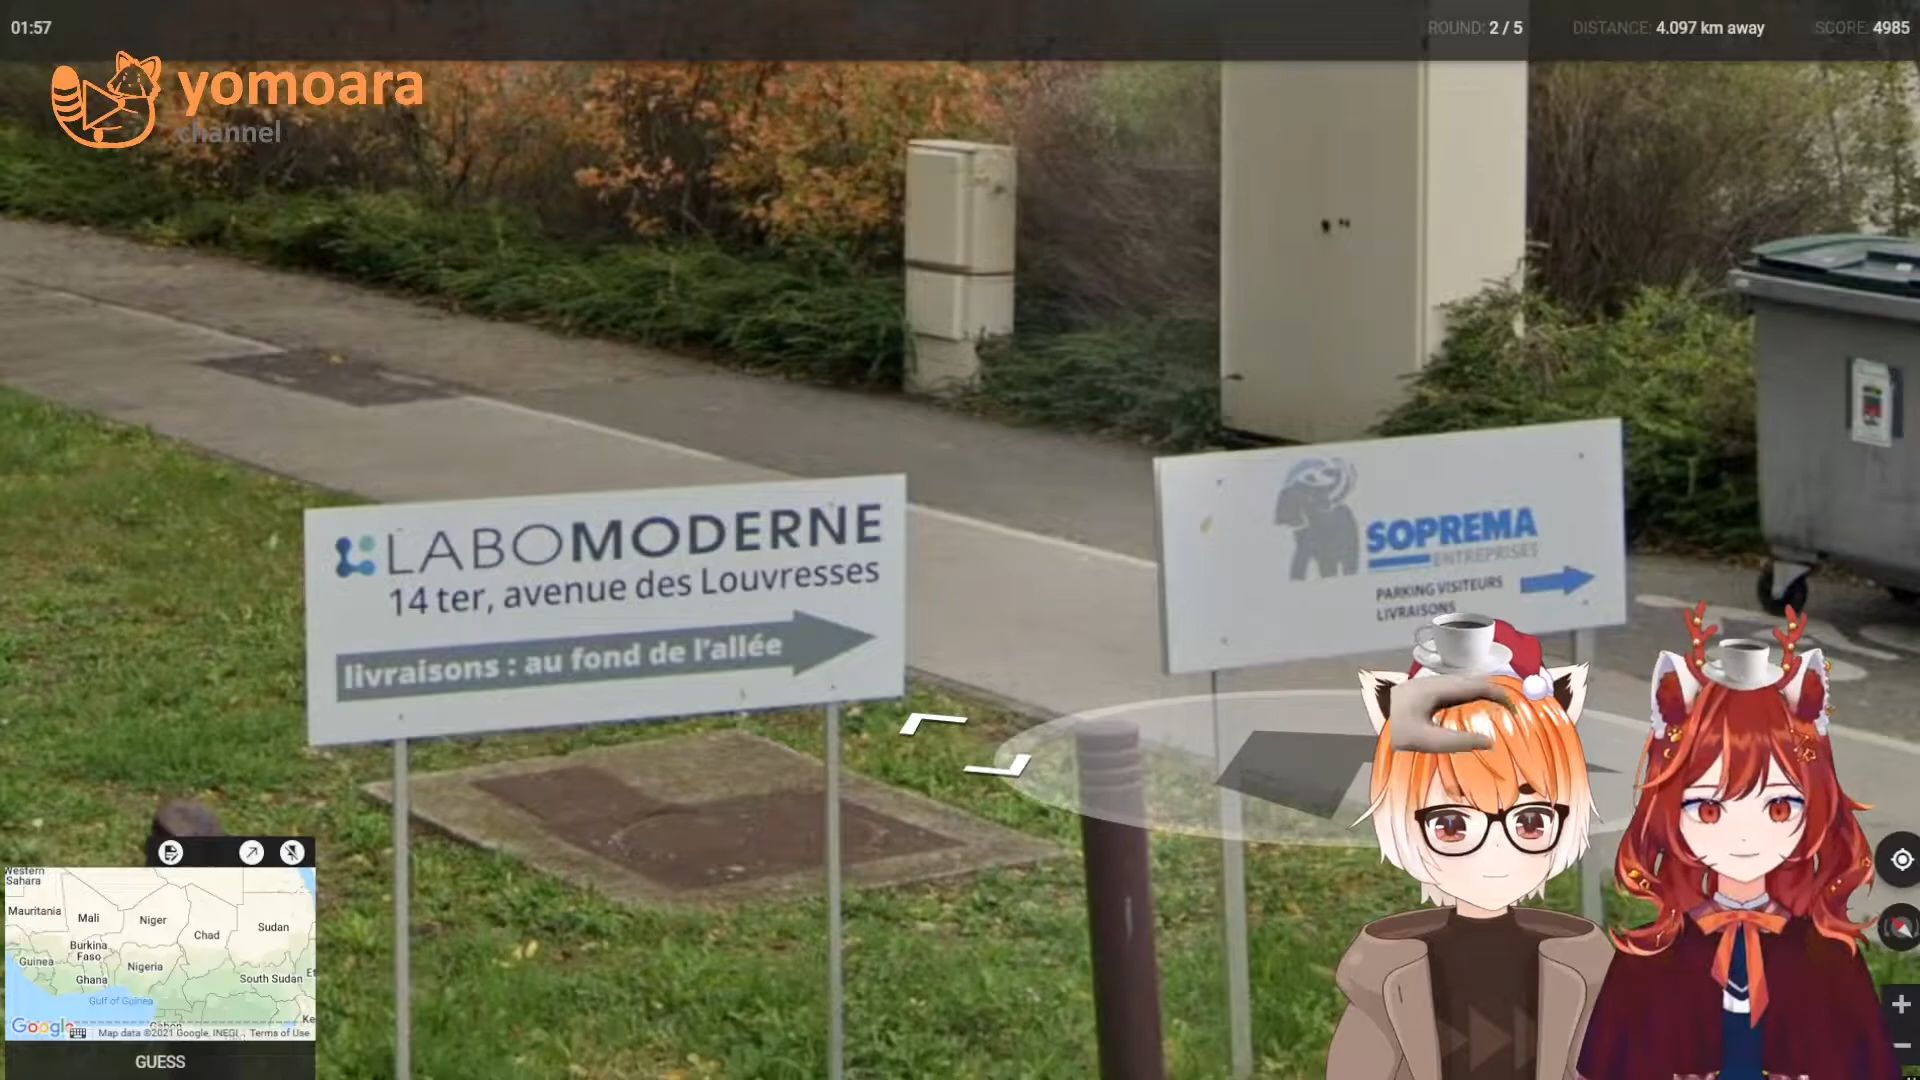 01:57
ROUND: 2 / 5
DISTANCE: 4.097 km away
SCORE: 4985
yomoara
channel
LABOMODERNE
14 ter, avenue des Louvresses
livraisons : au fond de l'allée
SOPREMA
ENTREPRISES
PARKING VISITEURS
LIVRAISONS
Western
Sahara
Mauritania
Mali
Niger
Chad
Sudan
Burkina
Faso
Guinea
Ghana
Nigeria
South Sudan
Gulf of Guinea
Gabon
Google
Map data ©2021 Google, INEGI
Terms of Use
GUESS